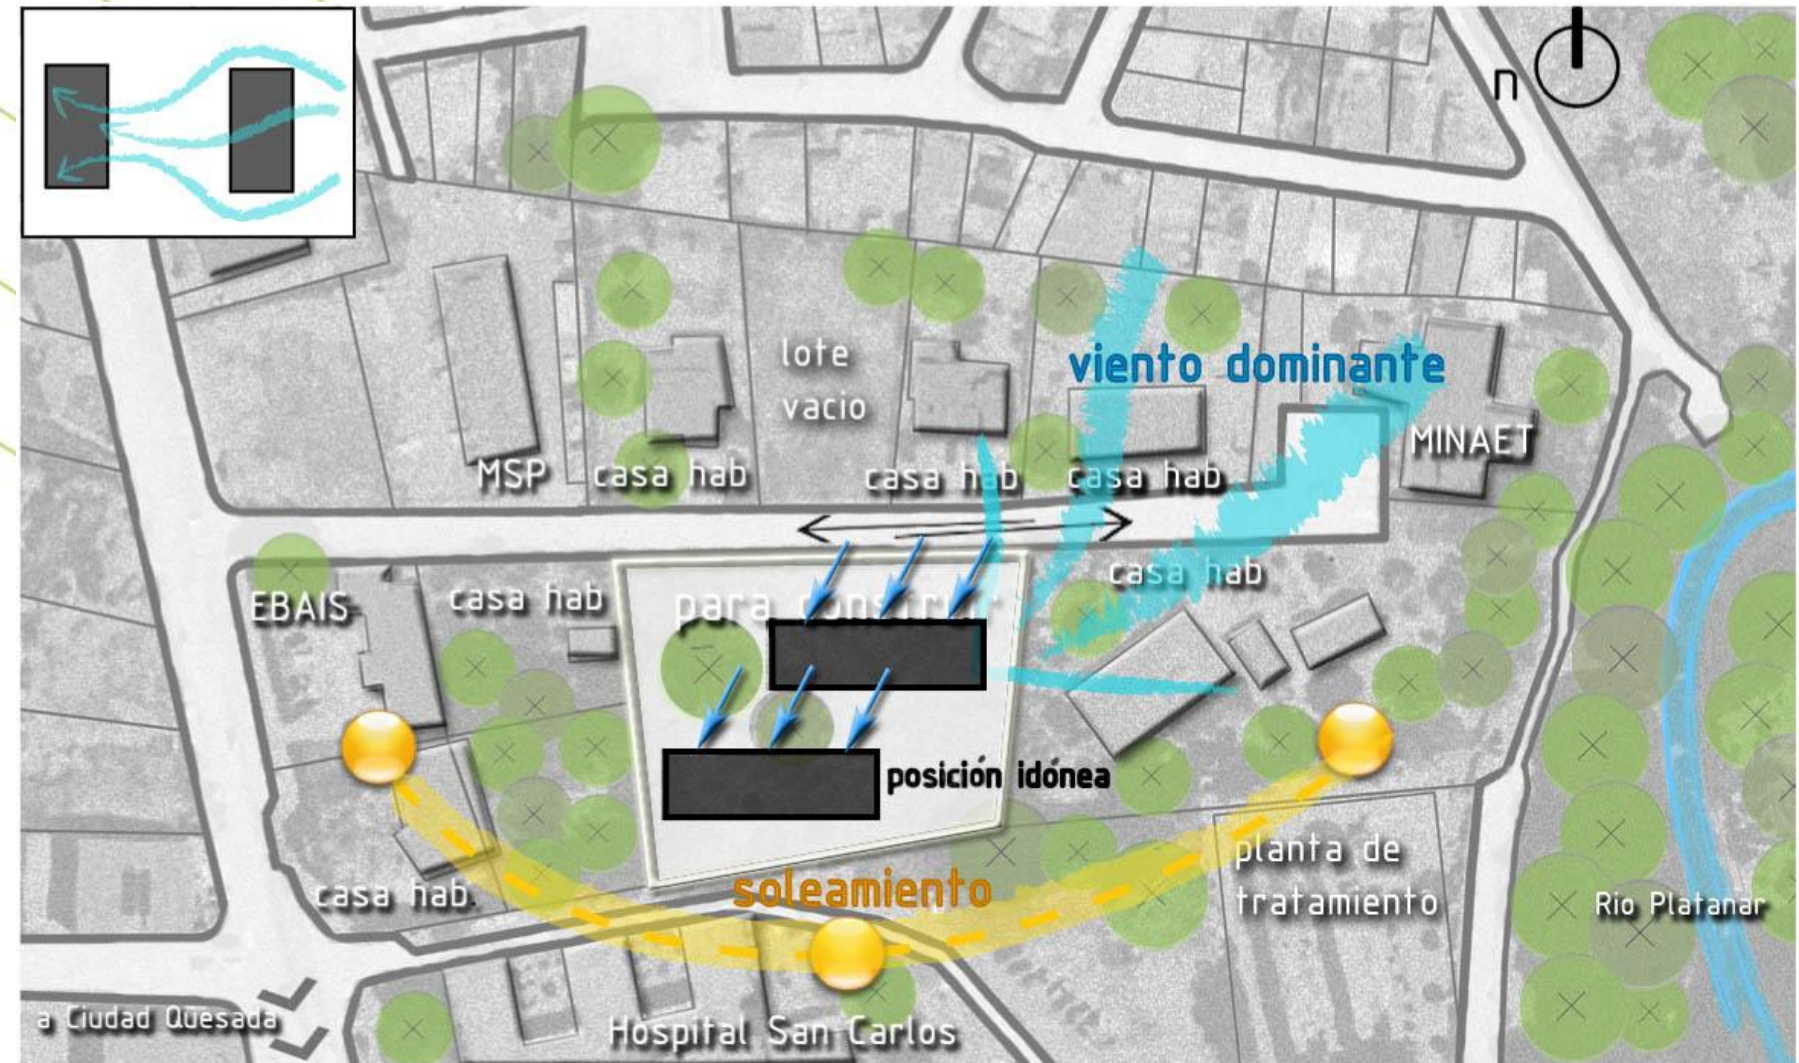 n
viento dominante
lote
vacio
MINAET
MSP
casa hab
casa hab
casa hab
casa hab
EBAIS
casa hab
para construir
posición idónea
soleamiento
planta de
tratamiento
casa hab.
Rio Platanar
a Ciudad Quesada
Hospital San Carlos